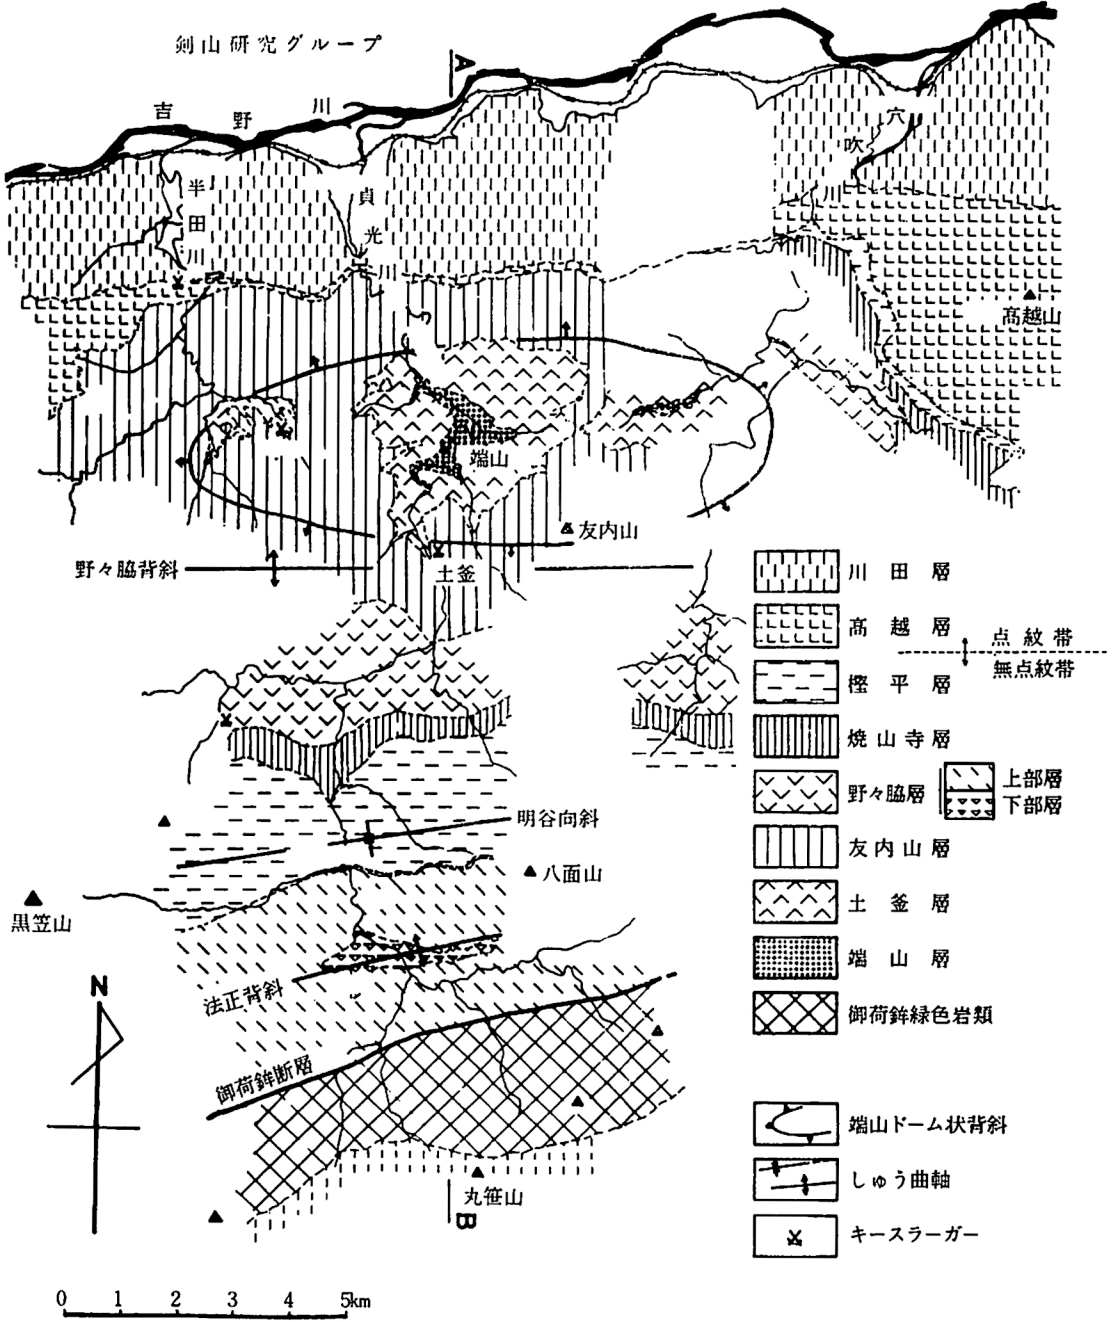 剣山研究グループ
A
吉野川
半田川
貞光川
吹穴
高越山
端山
友内山
野々脇背斜
土釜
川田層
髙越層
点紋帯
無点紋帯
樫平層
焼山寺層
野々脇層
上部層
下部層
友内山層
土釜層
端山層
御荷鉾緑色岩類
明谷向斜
八面山
黒笠山
法正背斜
御荷鉾断層
N
丸笹山
B
端山ドーム状背斜
しゅう曲軸
キースラーガー
0 1 2 3 4 5km